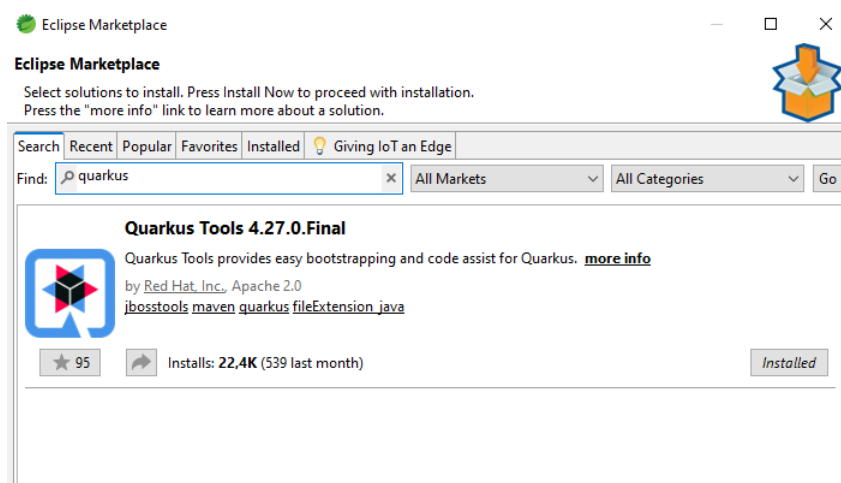 Eclipse Marketplace
Eclipse Marketplace
Select solutions to install. Press Install Now to proceed with installation.
Press the "more info" link to learn more about a solution.
Search Recent Popular Favorites Installed Giving IoT an Edge
Find: quarkus All Markets All Categories Go
Quarkus Tools 4.27.0.Final
Quarkus Tools provides easy bootstrapping and code assist for Quarkus. more info
by Red Hat, Inc., Apache 2.0
jbosstools maven quarkus fileExtension_java
95 Installs: 22,4K (539 last month) Installed